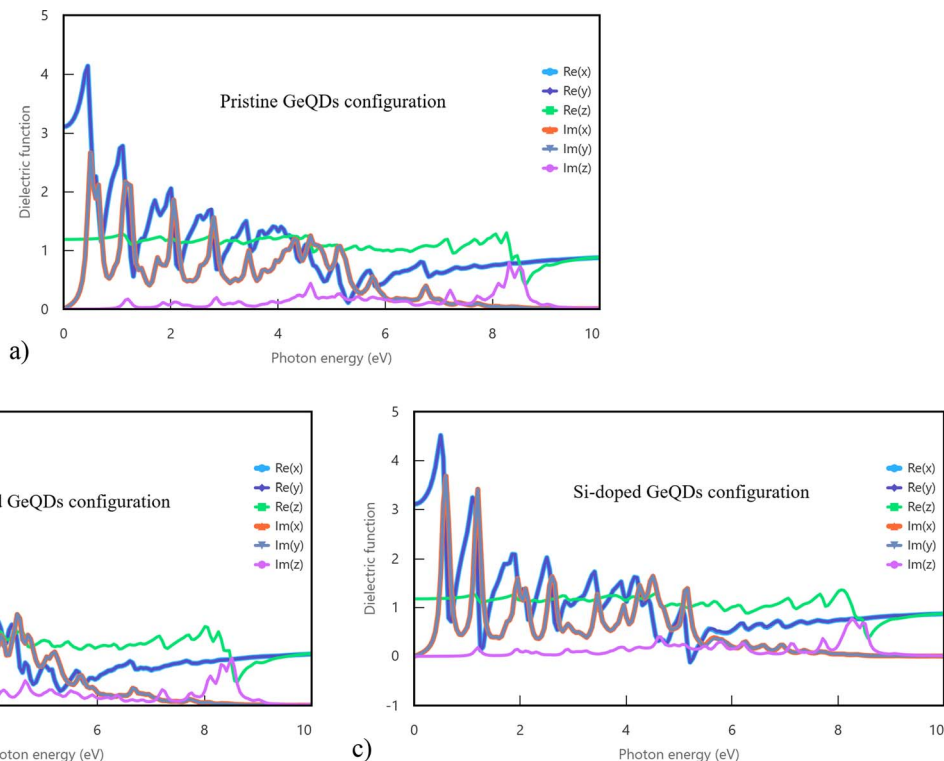 5
4
3
2
1
0
Dielectric function
Pristine GeQDs configuration
Re(x)
Re(y)
Re(z)
Im(x)
Im(y)
Im(z)
0 2 4 6 8 10
Photon energy (eV)
a)
GeQDs configuration
Re(x)
Re(y)
Re(z)
Im(x)
Im(y)
Im(z)
6 8 10
energy (eV)
5
4
3
2
1
0
-1
Dielectric function
Si-doped GeQDs configuration
Re(x)
Re(y)
Re(z)
Im(x)
Im(y)
Im(z)
0 2 4 6 8 10
Photon energy (eV)
c)